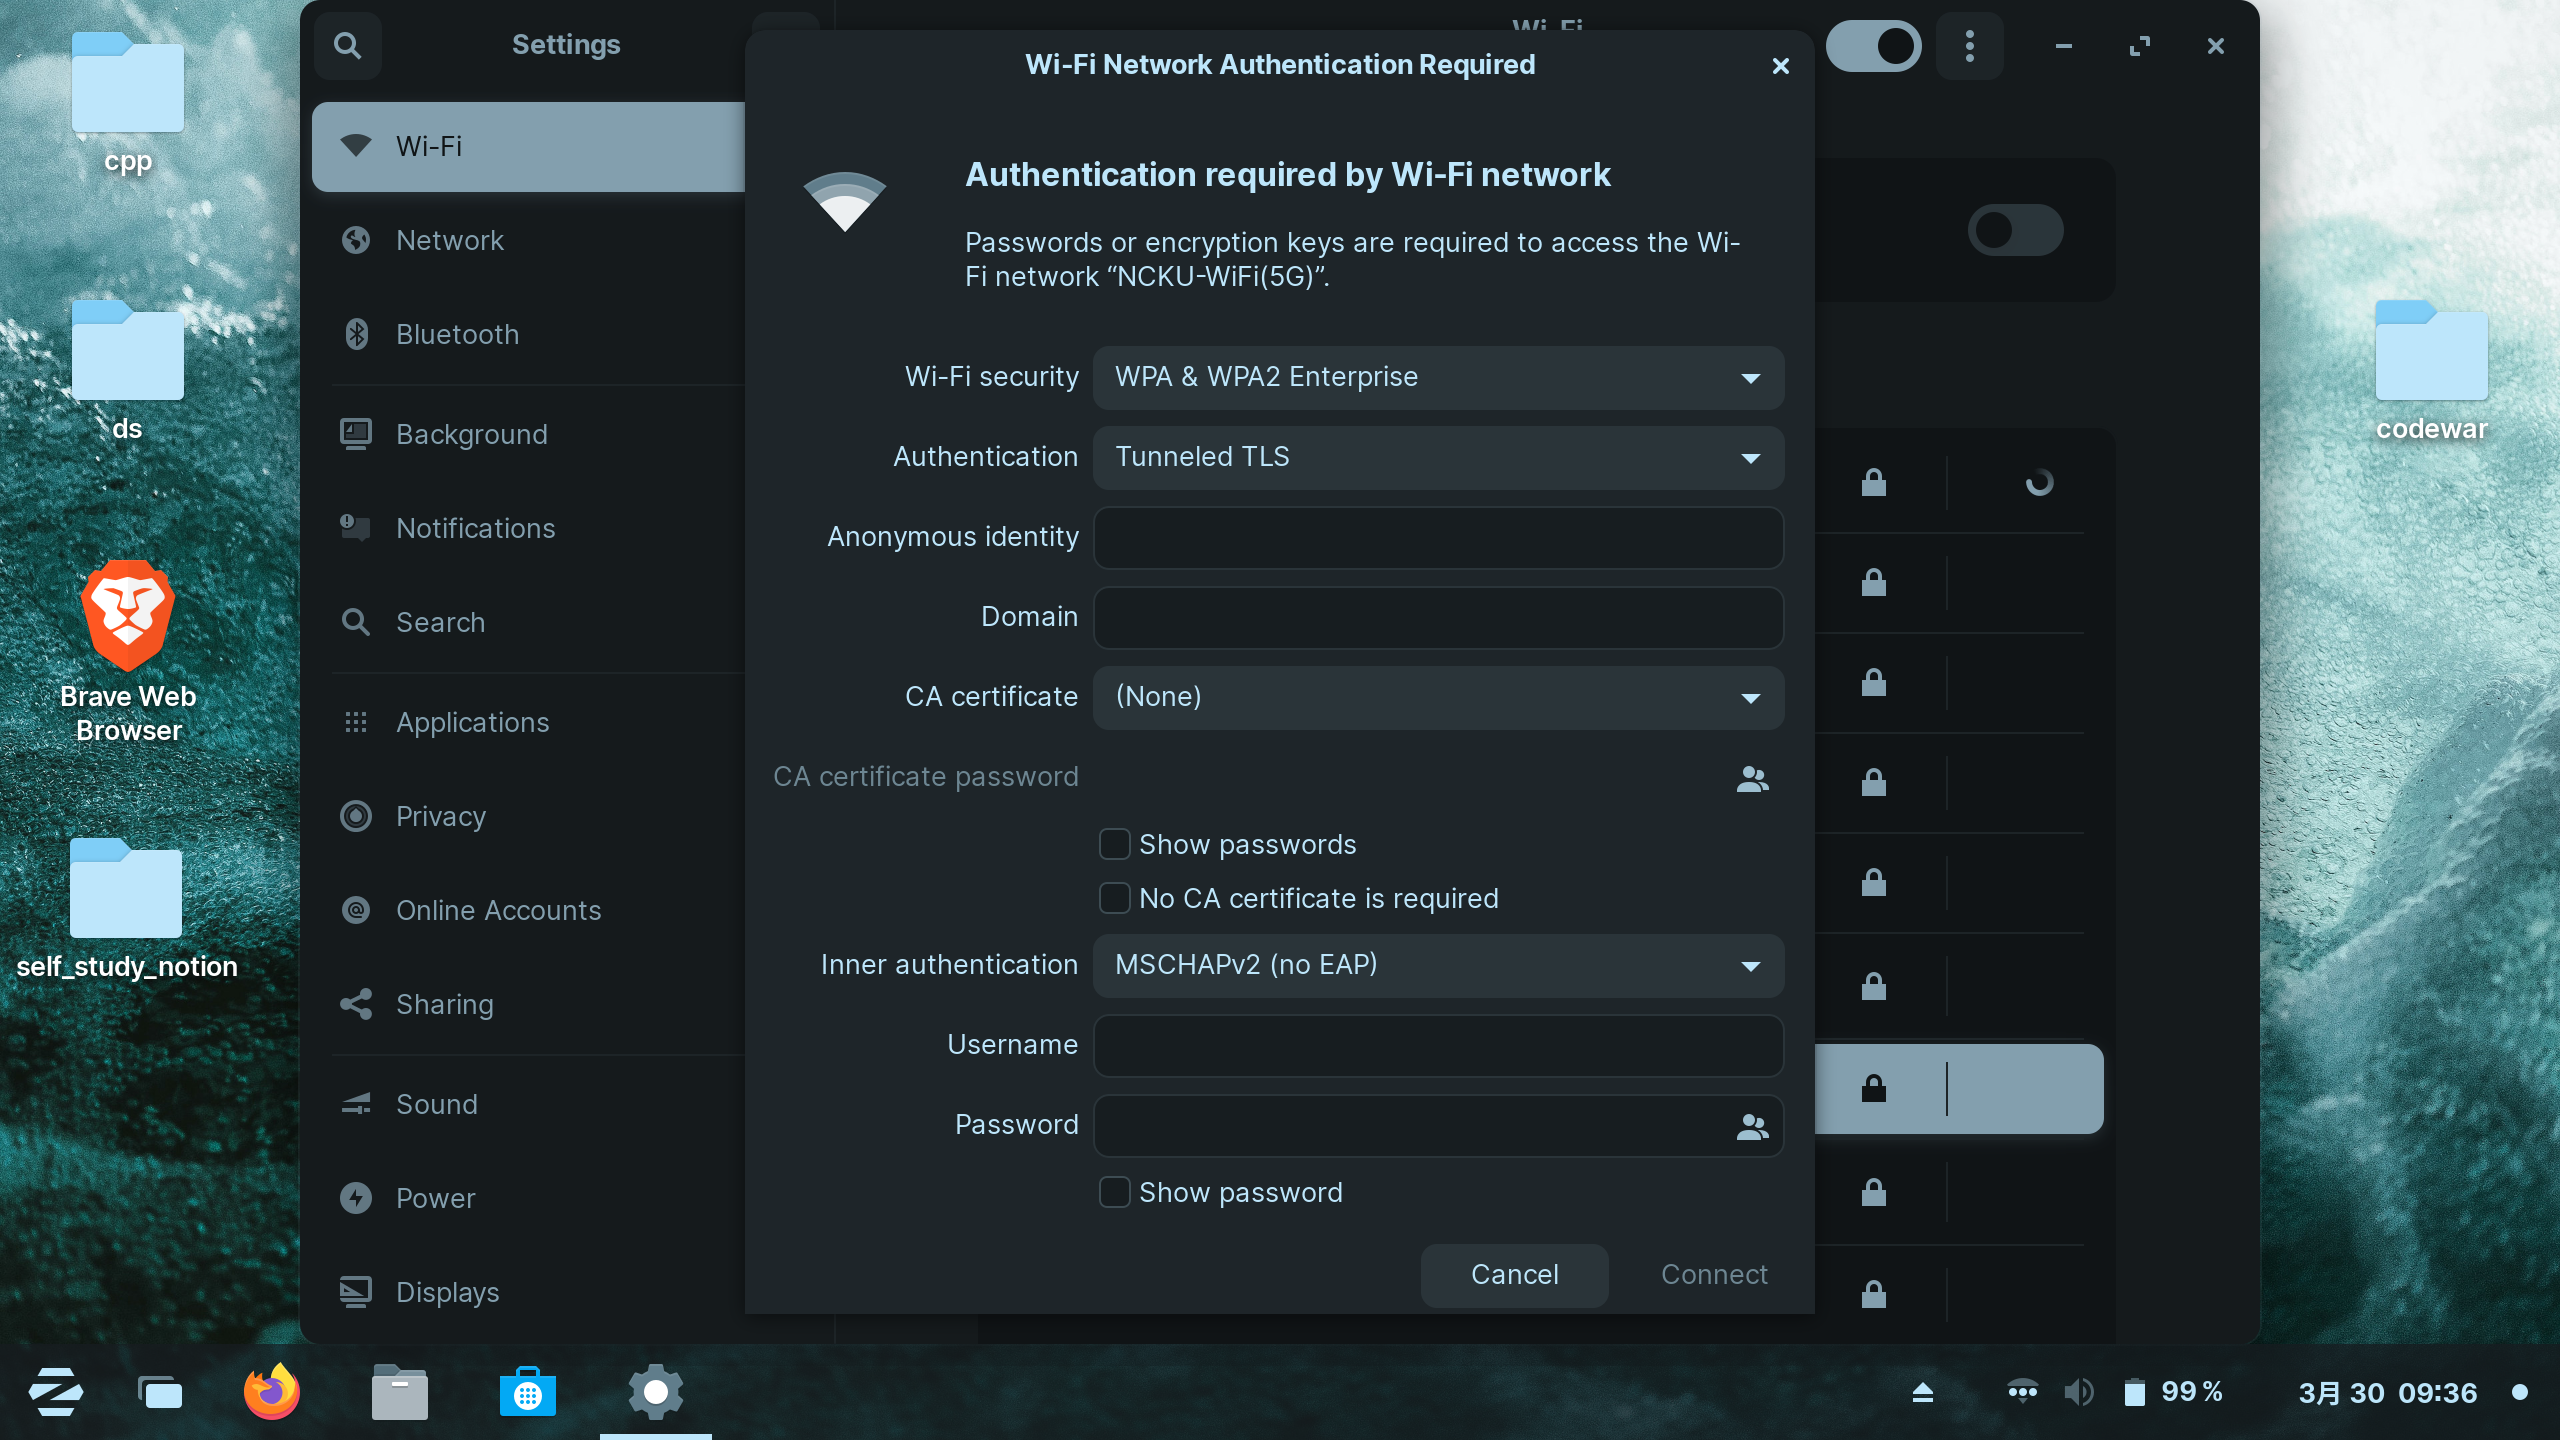 Settings
Wi-Fi
Wi-Fi Network Authentication Required
Wi-Fi
Network
Bluetooth
Background
Notifications
Search
Applications
Privacy
Online Accounts
Sharing
Sound
Power
Displays
Authentication required by Wi-Fi network
Passwords or encryption keys are required to access the Wi-
Fi network “NCKU-WiFi(5G)”.
Wi-Fi security WPA & WPA2 Enterprise
Authentication Tunneled TLS
Anonymous identity
Domain
CA certificate (None)
CA certificate password
Show passwords
No CA certificate is required
Inner authentication MSCHAPv2 (no EAP)
Username
Password
Show password
Cancel Connect
cpp
ds
Brave Web
Browser
self_study_notion
codewar
99 % 3月 30 09:36